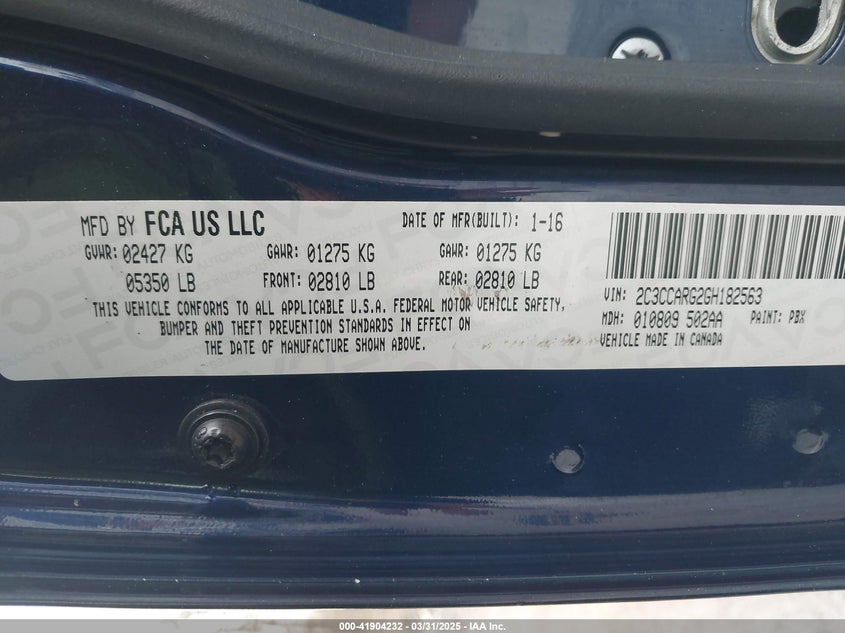 MFD BY FCA US LLC DATE OF MFR(BUILT): 1-16
GVWR: 02427 KG GAWR: 01275 KG GAWR: 01275 KG
05350 LB FRONT: 02810 LB REAR: 02810 LB
THIS VEHICLE CONFORMS TO ALL APPLICABLE U.S.A. FEDERAL MOTOR VEHICLE SAFETY,
BUMPER AND THEFT PREVENTION STANDARDS IN EFFECT ON
THE DATE OF MANUFACTURE SHOWN ABOVE.
VIN: 2C3CCARG2GH182563
MDH: 010809 502AA PAINT: PBX
VEHICLE MADE IN CANADA
000-41904232 - 03/31/2025 - IAA Inc.